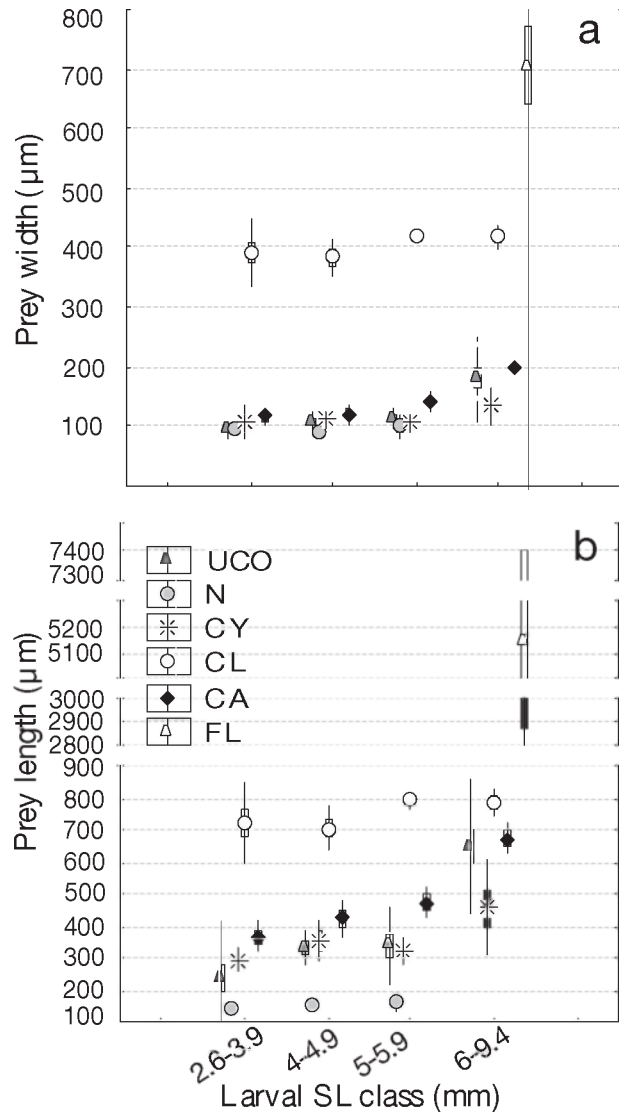 a
800
700
600
500
400
300
200
100
Prey width (µm)
b
7400
7300
5200
5100
3000
2900
2800
900
800
700
600
500
400
300
200
100
Prey length (µm)
UCO
N
CY
CL
CA
FL
2.6-3.9
4-4.9
5-5.9
6-9.4
Larval SL class (mm)